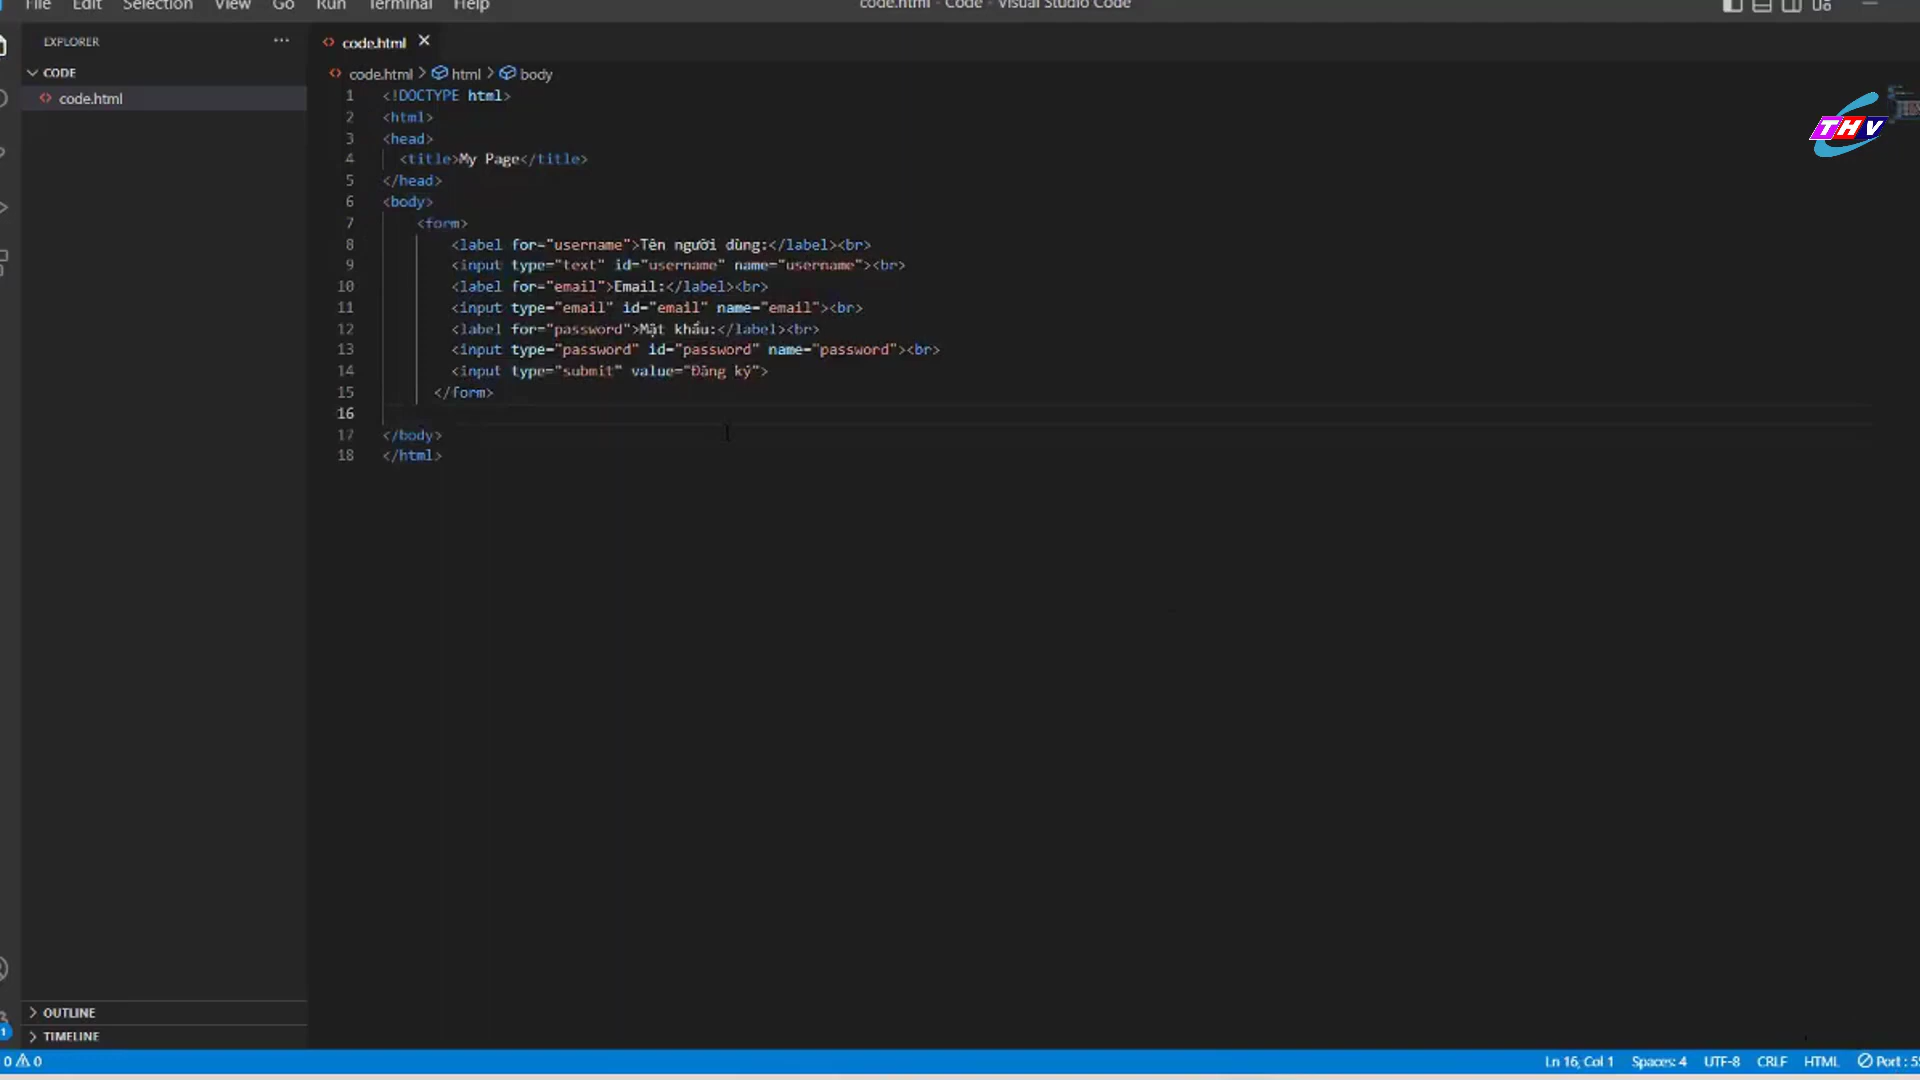 File Edit Selection View Go Run Terminal Help
code.html - Code - Visual Studio Code
EXPLORER
CODE
code.html
code.html
code.html > html > body
1 <!DOCTYPE html>
2 <html>
3 <head>
4 <title>My Page</title>
5 </head>
6 <body>
7 <form>
8 <label for="username">Tên người dùng:</label><br>
9 <input type="text" id="username" name="username"><br>
10 <label for="email">Email:</label><br>
11 <input type="email" id="email" name="email"><br>
12 <label for="password">Mật khẩu:</label><br>
13 <input type="password" id="password" name="password"><br>
14 <input type="submit" value="Đăng ký">
15 </form>
16
17 </body>
18 </html>
THV
OUTLINE
TIMELINE
1
0 0
Ln 16, Col 1 Spaces: 4 UTF-8 CRLF HTML Port : 5